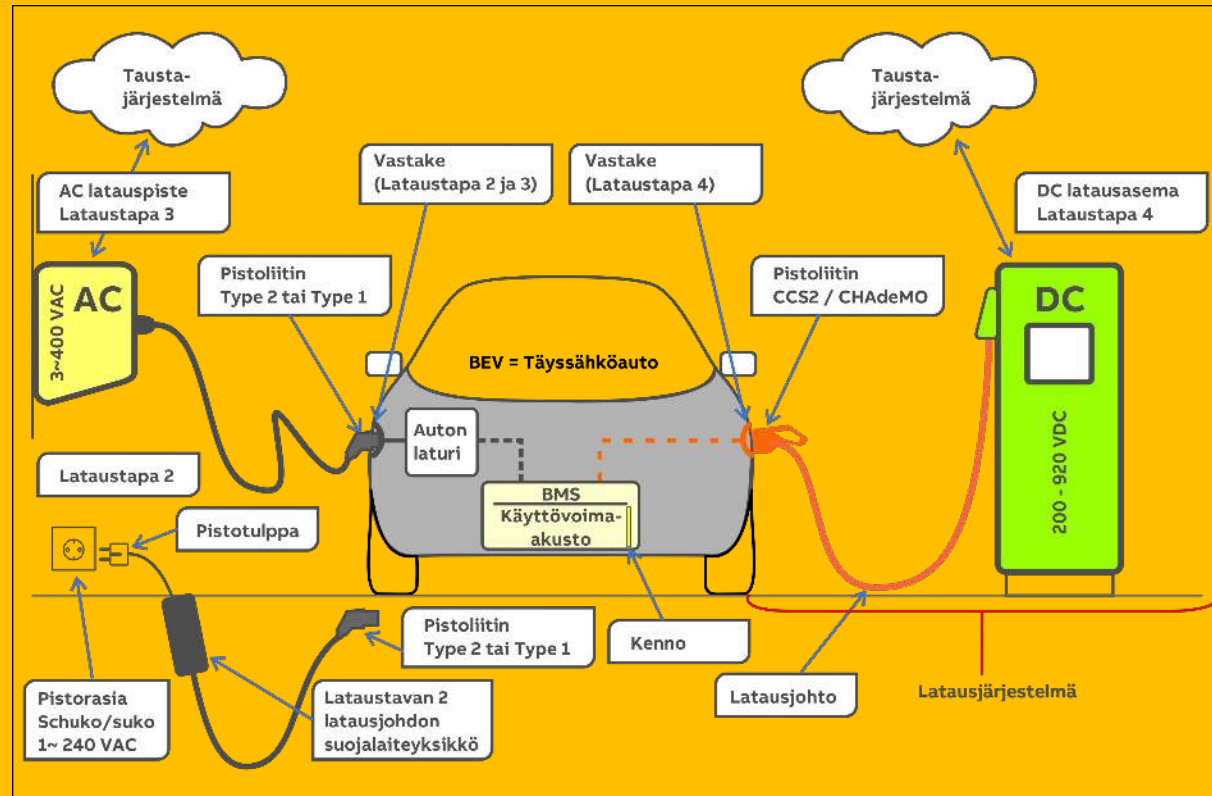 Tausta-
järjestelmä
Tausta-
järjestelmä
AC latauspiste
Lataustapa 3
Vastake
(Lataustapa 2 ja 3)
Vastake
(Lataustapa 4)
DC latausasema
Lataustapa 4
Pistoliitin
Type 2 tai Type 1
Pistoliitin
CCS2 / CHAdeMO
AC
3~400 VAC
DC
200 - 920 VDC
BEV = Täyssähköauto
Auton
laturi
BMS
Käyttövoima-
akusto
Lataustapa 2
Pistotulppa
Pistoliitin
Type 2 tai Type 1
Kenno
Latausjohto
Latausjärjestelmä
Pistorasia
Schuko/suko
1~ 240 VAC
Lataustavan 2
latausjohdon
suojalaiteyksikkö